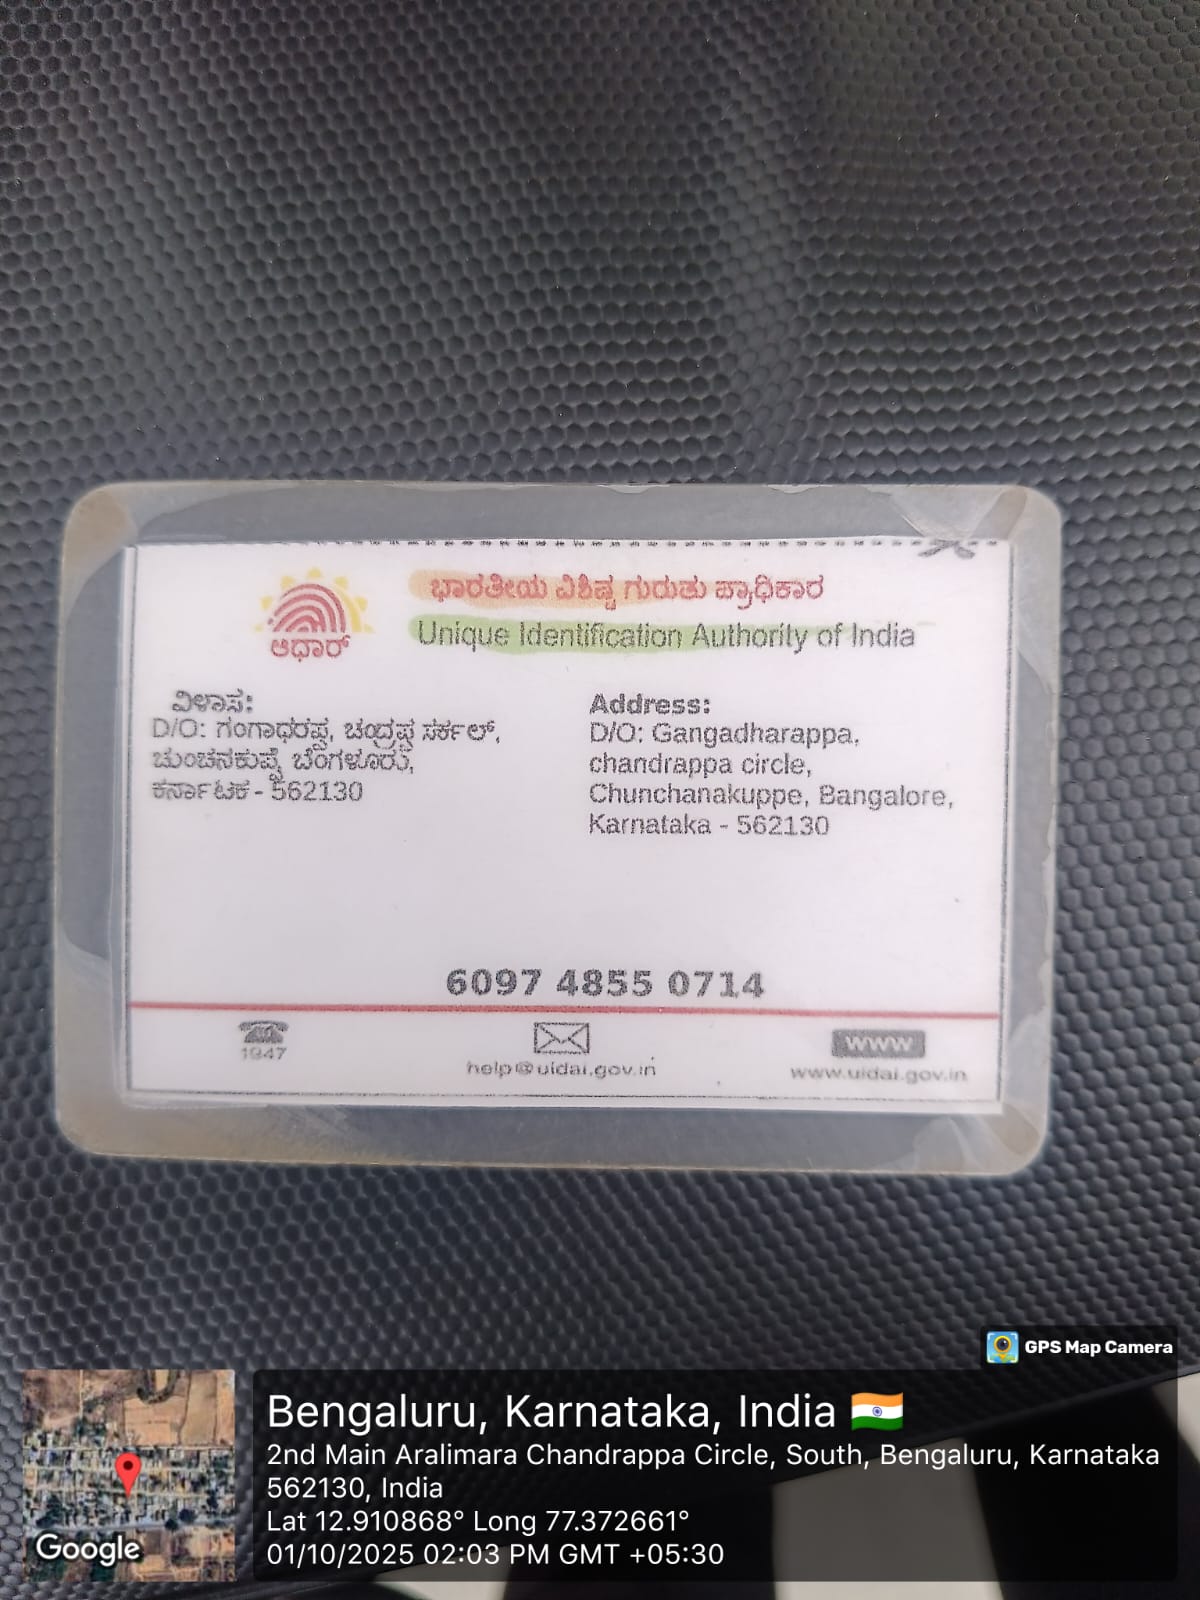 ಭಾರತೀಯ ವಿಶಿಷ್ಟ ಗುರುತು ಪ್ರಾಧಿಕಾರ
Unique Identification Authority of India
ಆಧಾರ್
ವಿಳಾಸ:
D/O: ಗಂಗಾಧರಪ್ಪ, ಚಂದ್ರಪ್ಪ ಸರ್ಕಲ್,
ಚುಂಚನಕುಪ್ಪೆ ಬೆಂಗಳೂರು,
ಕರ್ನಾಟಕ - 562130
Address:
D/O: Gangadharappa,
chandrappa circle,
Chunchanakuppe, Bangalore,
Karnataka - 562130
6097 4855 0714
1947
help@uidai.gov.in
WWW
www.uidai.gov.in
GPS Map Camera
Bengaluru, Karnataka, India
2nd Main Aralimara Chandrappa Circle, South, Bengaluru, Karnataka
562130, India
Lat 12.910868° Long 77.372661°
01/10/2025 02:03 PM GMT +05:30
Google